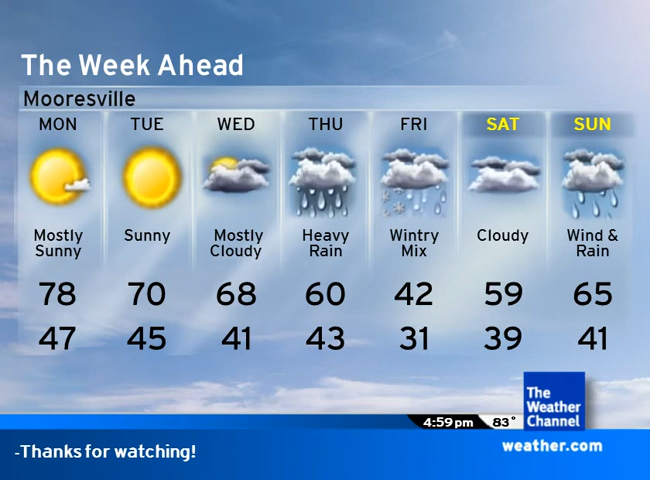 The Week Ahead
Mooresville
MON TUE WED THU FRI SAT SUN
Mostly Sunny Mostly Heavy Wintry Cloudy Wind &
Sunny Cloudy Rain Mix Rain
78 70 68 60 42 59 65
47 45 41 43 31 39 41
The
Weather
Channel
4:59 pm 83°
weather.com
-Thanks for watching!